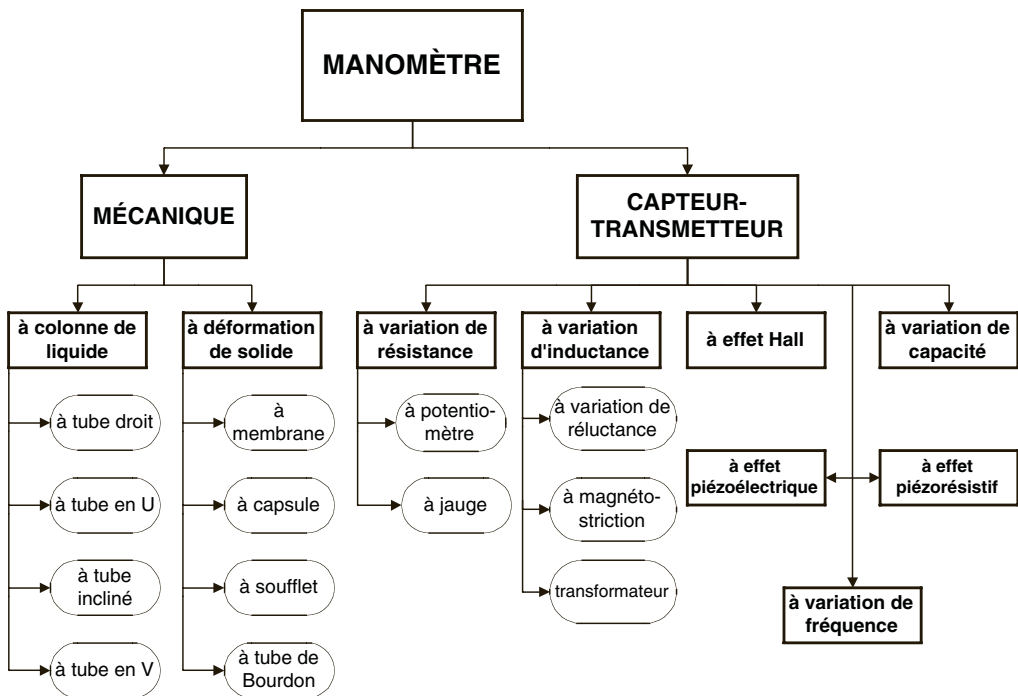 MANOMÈTRE
MÉCANIQUE
CAPTEUR-
TRANSMETTEUR
à colonne de
liquide
à déformation
de solide
à variation de
résistance
à variation
d'inductance
à effet Hall
à variation de
capacité
à tube droit
à tube en U
à tube
incliné
à tube en V
à
membrane
à capsule
à soufflet
à tube de
Bourdon
à potentio-
mètre
à jauge
à variation de
réluctance
à magnéto-
striction
transformateur
à effet
piézoélectrique
à effet
piézorésistif
à variation de
fréquence